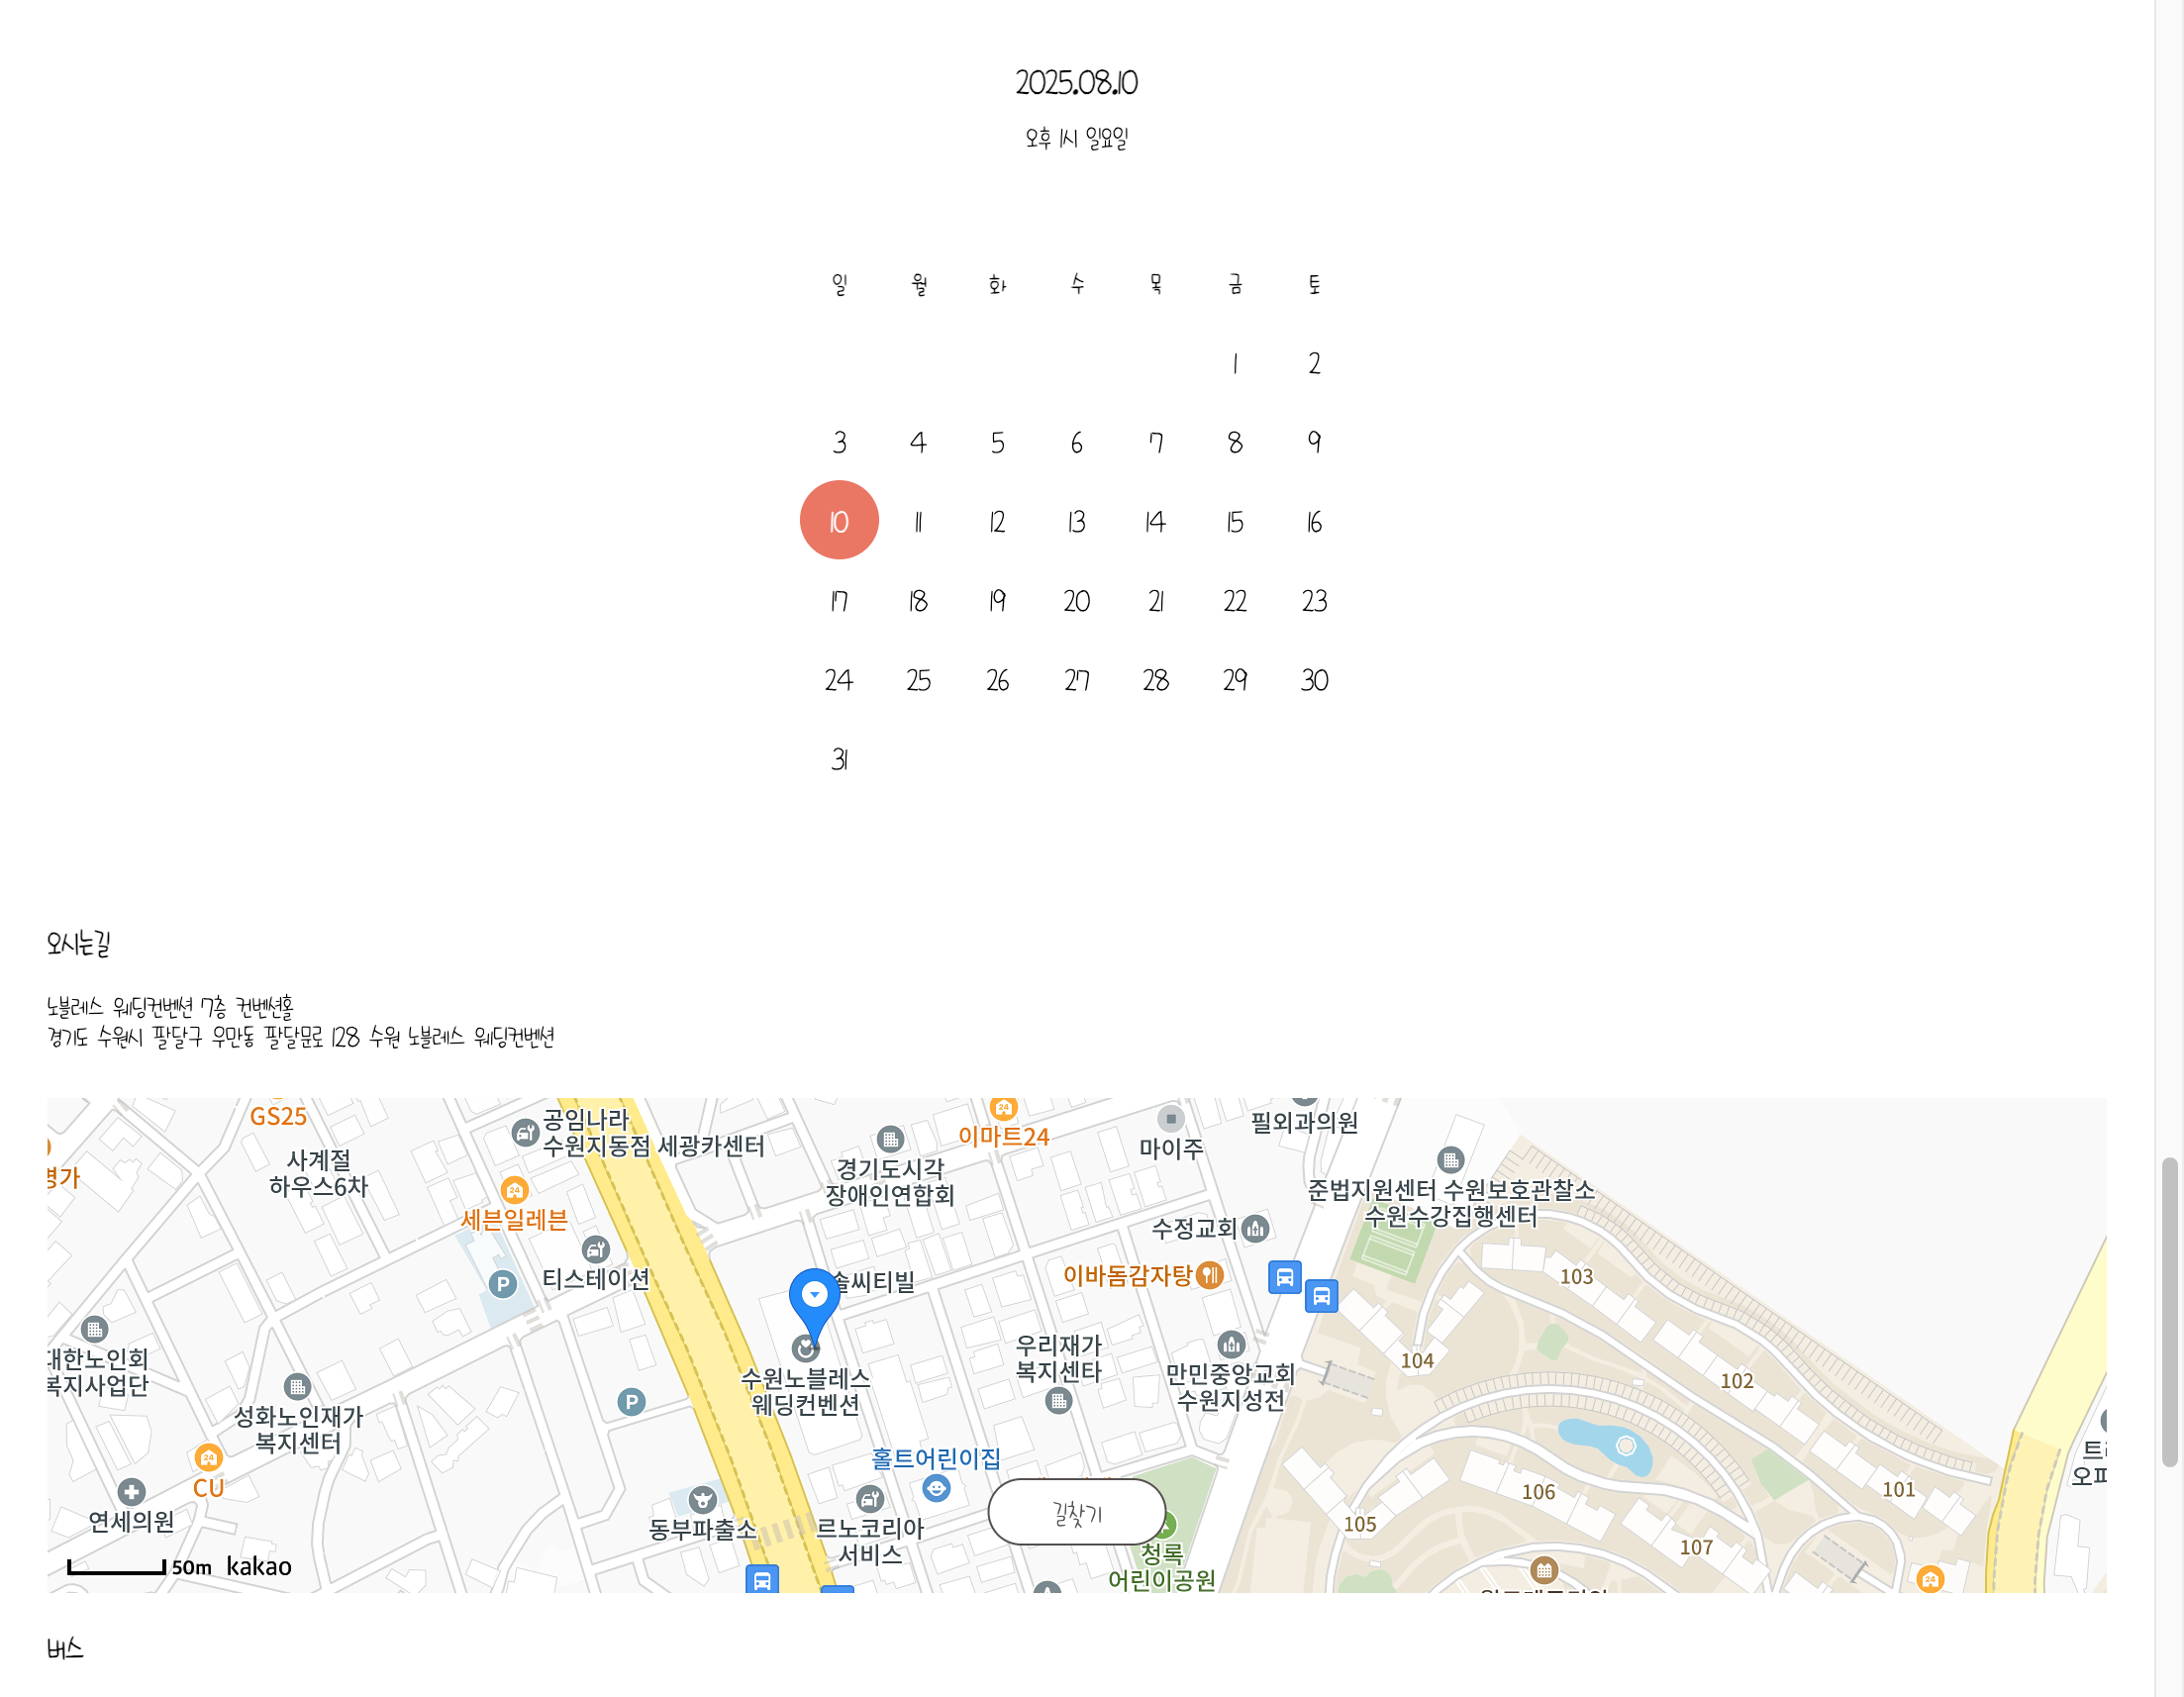 2025.08.10
오후 1시 일요일
일 월 화 수 목 금 토
1 2
3 4 5 6 7 8 9
10 11 12 13 14 15 16
17 18 19 20 21 22 23
24 25 26 27 28 29 30
31
오시는길
노블레스 웨딩컨벤션 7층 컨벤션홀
경기도 수원시 팔달구 우만동 팔달문로 128 수원 노블레스 웨딩컨벤션
GS25
공임나라
수원지동점 세광카센터
24
이마트24
마이주
필외과의원
사계절
하우스6차
경기도시각
장애인연합회
준법지원센터 수원보호관찰소
수원수강집행센터
24
세븐일레븐
수정교회
티스테이션
P
솔씨티빌
이바돔감자탕
103
대한노인회
복지사업단
우리재가
복지센타
만민중앙교회
수원지성전
104
102
수원노블레스
웨딩컨벤션
P
성화노인재가
복지센터
24
CU
홀트어린이집
101
106
105
107
연세의원
동부파출소
르노코리아
서비스
길찾기
청록
어린이공원
24
50m kakao
버스